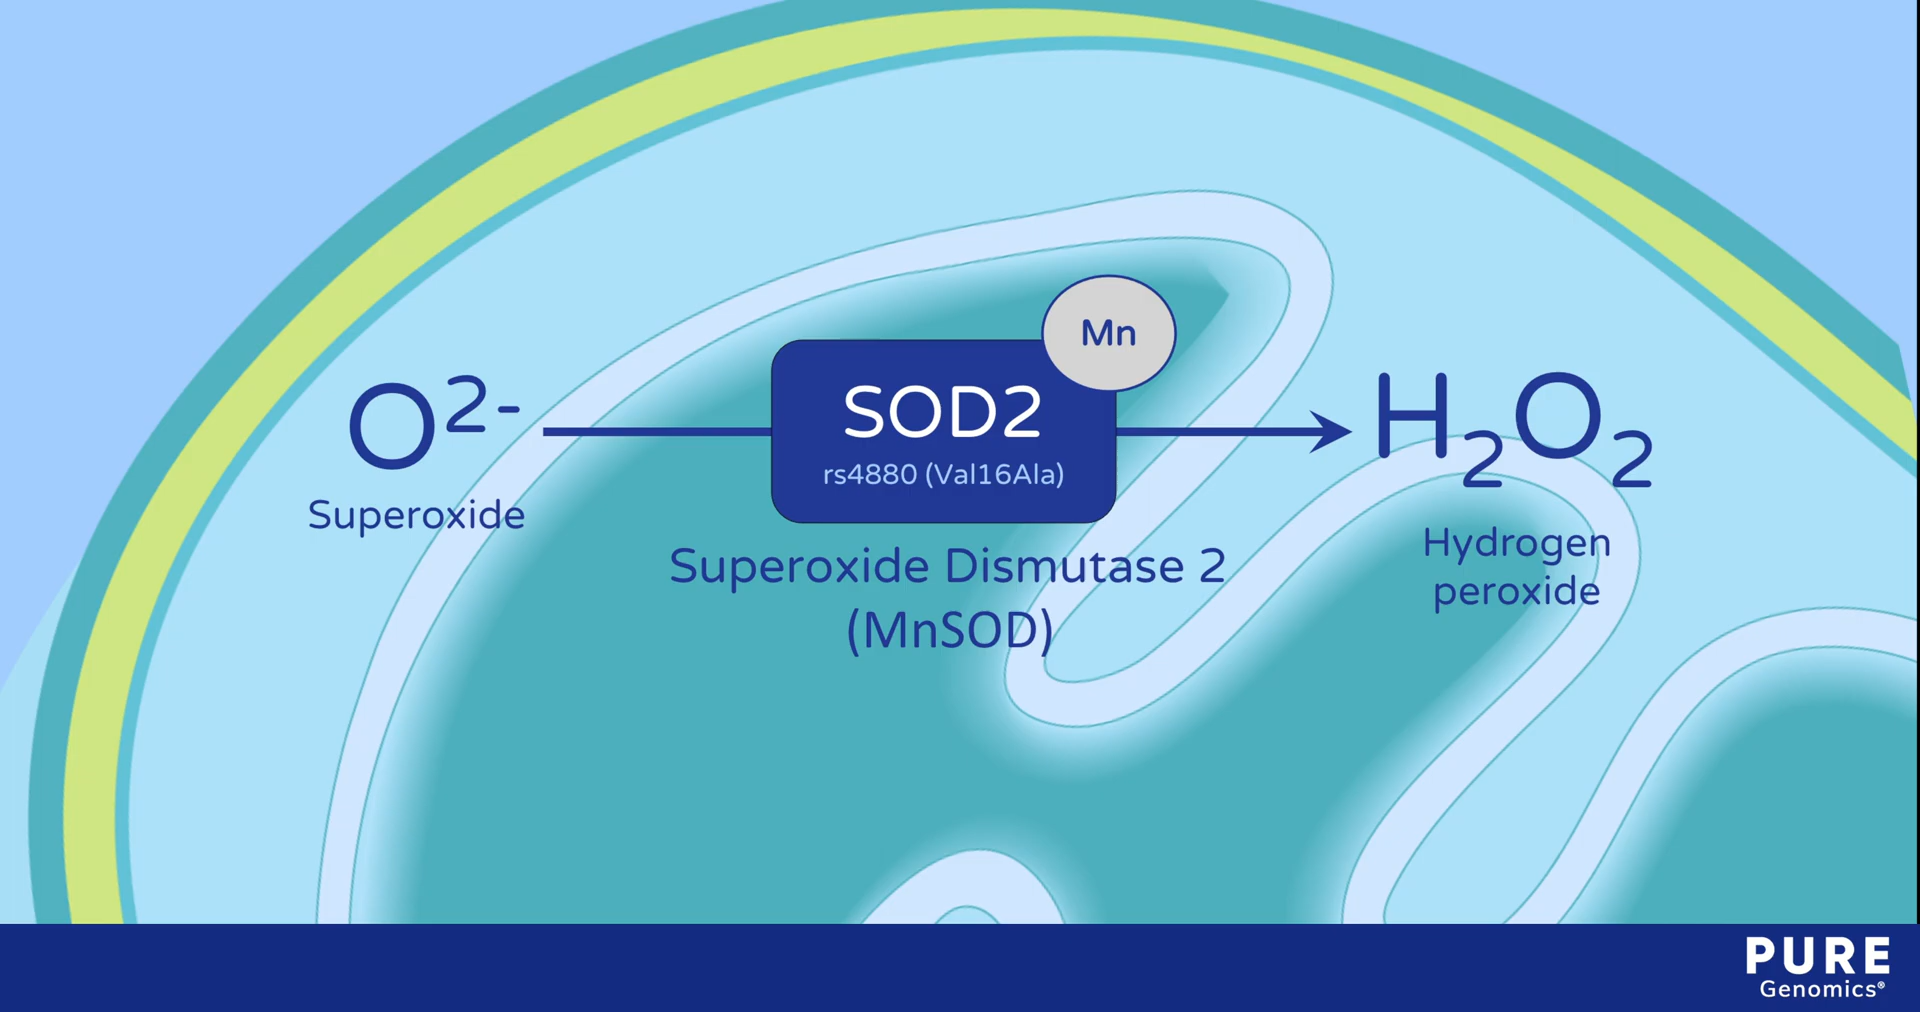 Mn
O²⁻
SOD2
H₂O₂
rs4880 (Val16Ala)
Superoxide
Hydrogen
peroxide
Superoxide Dismutase 2
(MnSOD)
PURE
Genomics®